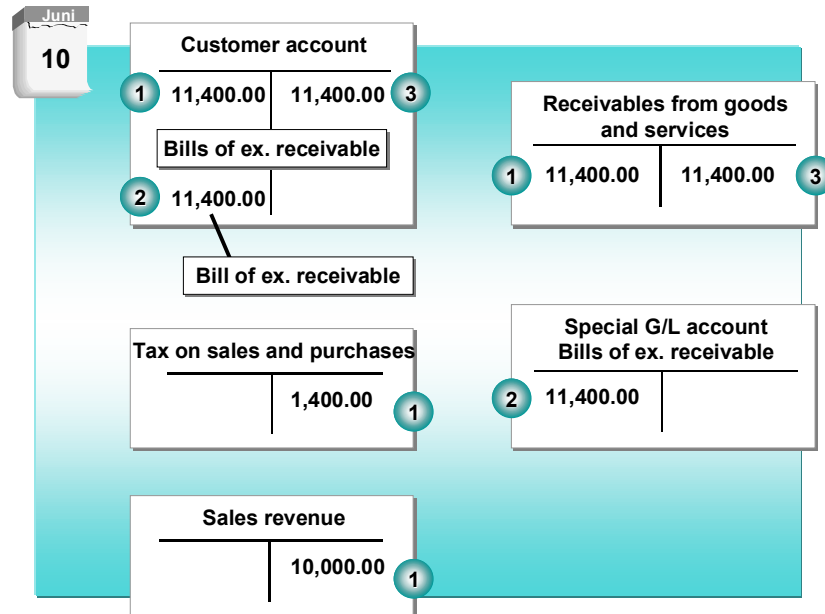 Juni
10
Customer account
1 11,400.00 11,400.00 3
Bills of ex. receivable
2 11,400.00
Bill of ex. receivable
Receivables from goods
and services
1 11,400.00 11,400.00 3
Tax on sales and purchases
1,400.00 1
Special G/L account
Bills of ex. receivable
2 11,400.00
Sales revenue
10,000.00 1